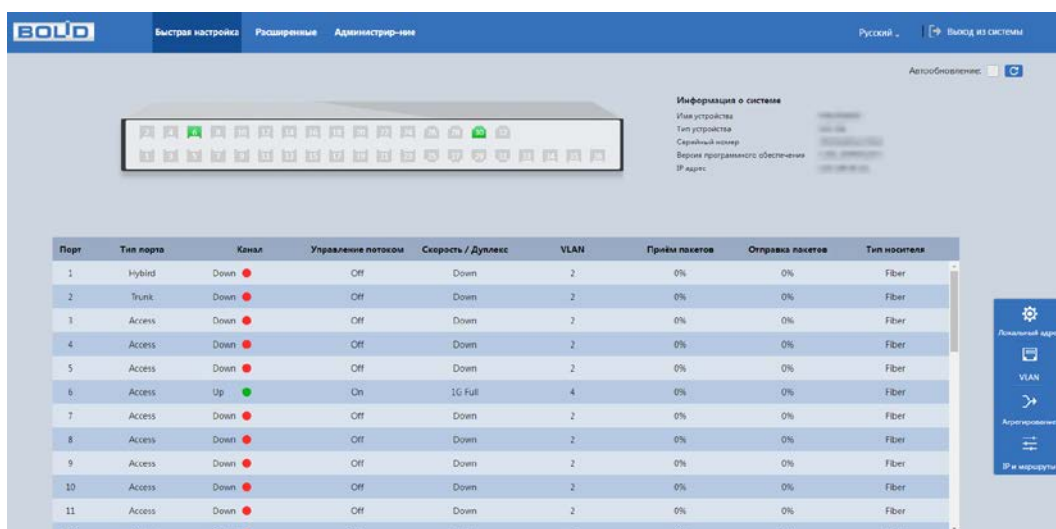 BOLID
Быстрая настройка Расширенные Администрир-ние Русский Выход из системы
Автообновление:
Информация о системе
Имя устройства
Тип устройства
Серийный номер
Версия программного обеспечения
IP адрес
Порт Тип порта Канал Управление потоком Скорость / Дуплекс VLAN Приём пакетов Отправка пакетов Тип носителя
1 Hybird Down Off Down 2 0% 0% Fiber
2 Trunk Down Off Down 2 0% 0% Fiber
3 Access Down Off Down 2 0% 0% Fiber
4 Access Down Off Down 2 0% 0% Fiber
5 Access Down Off Down 2 0% 0% Fiber
6 Access Up On 1G Full 4 0% 0% Fiber
7 Access Down Off Down 2 0% 0% Fiber
8 Access Down Off Down 2 0% 0% Fiber
9 Access Down Off Down 2 0% 0% Fiber
10 Access Down Off Down 2 0% 0% Fiber
11 Access Down Off Down 2 0% 0% Fiber
Локальный адре
VLAN
Агрегирование
IP и маршруты